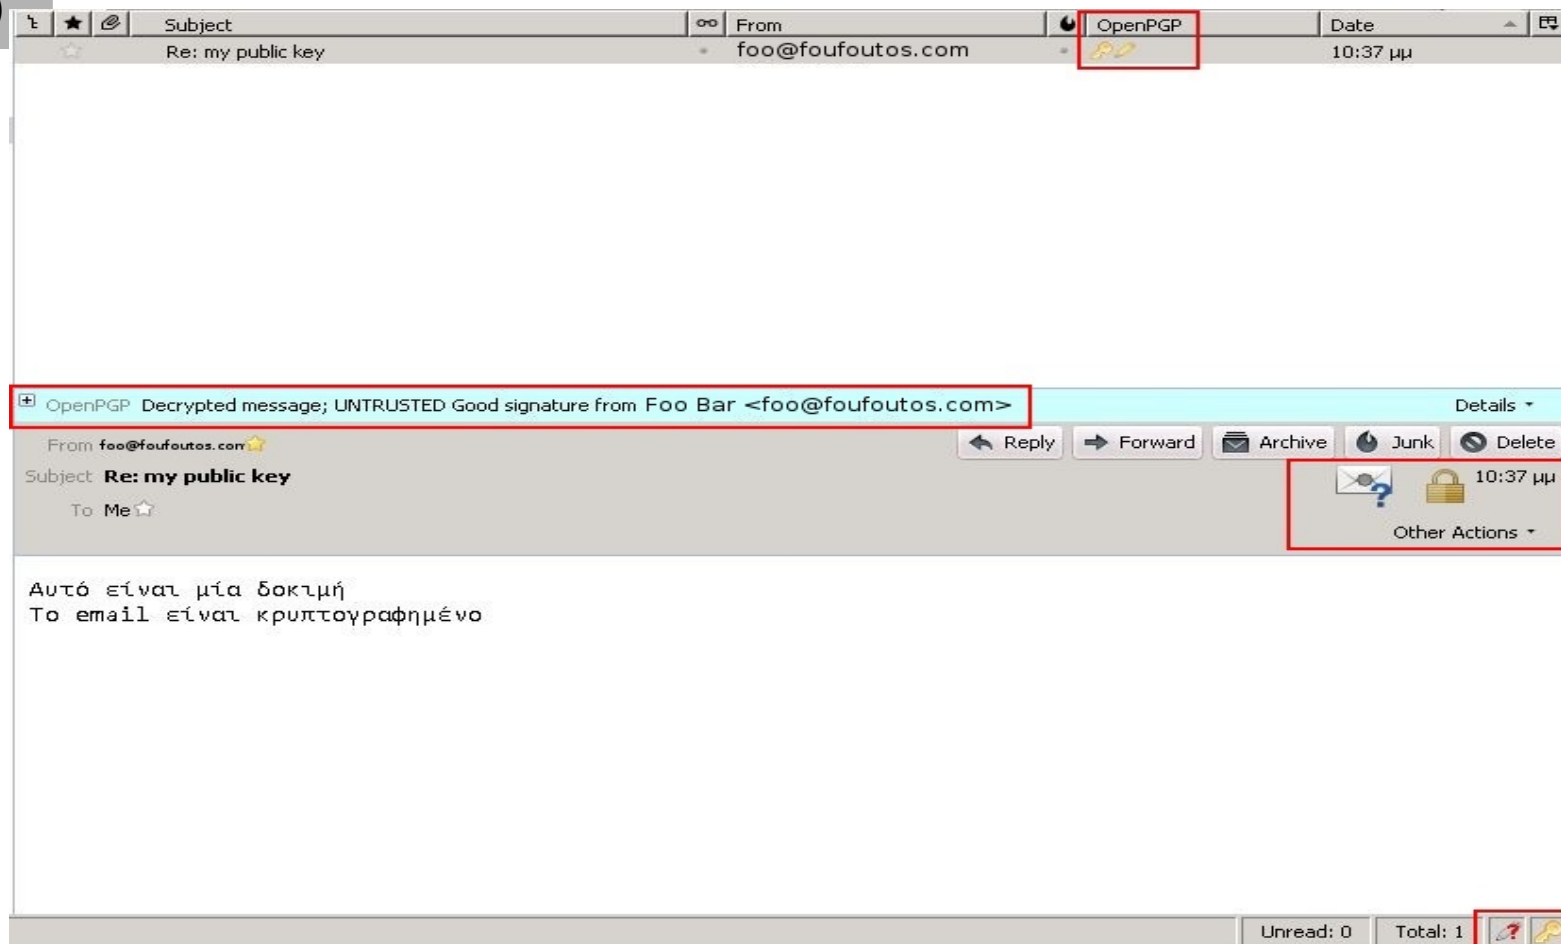 Subject From OpenPGP Date
Re: my public key foo@foufoutos.com 10:37 μμ
OpenPGP Decrypted message; UNTRUSTED Good signature from Foo Bar <foo@foufoutos.com> Details
From foo@foufoutos.com Reply Forward Archive Junk Delete
Subject Re: my public key 10:37 μμ
To Me
Other Actions
Αυτό είναι μία δοκιμή
Το email είναι κρυπτογραφημένο
Unread: 0 Total: 1